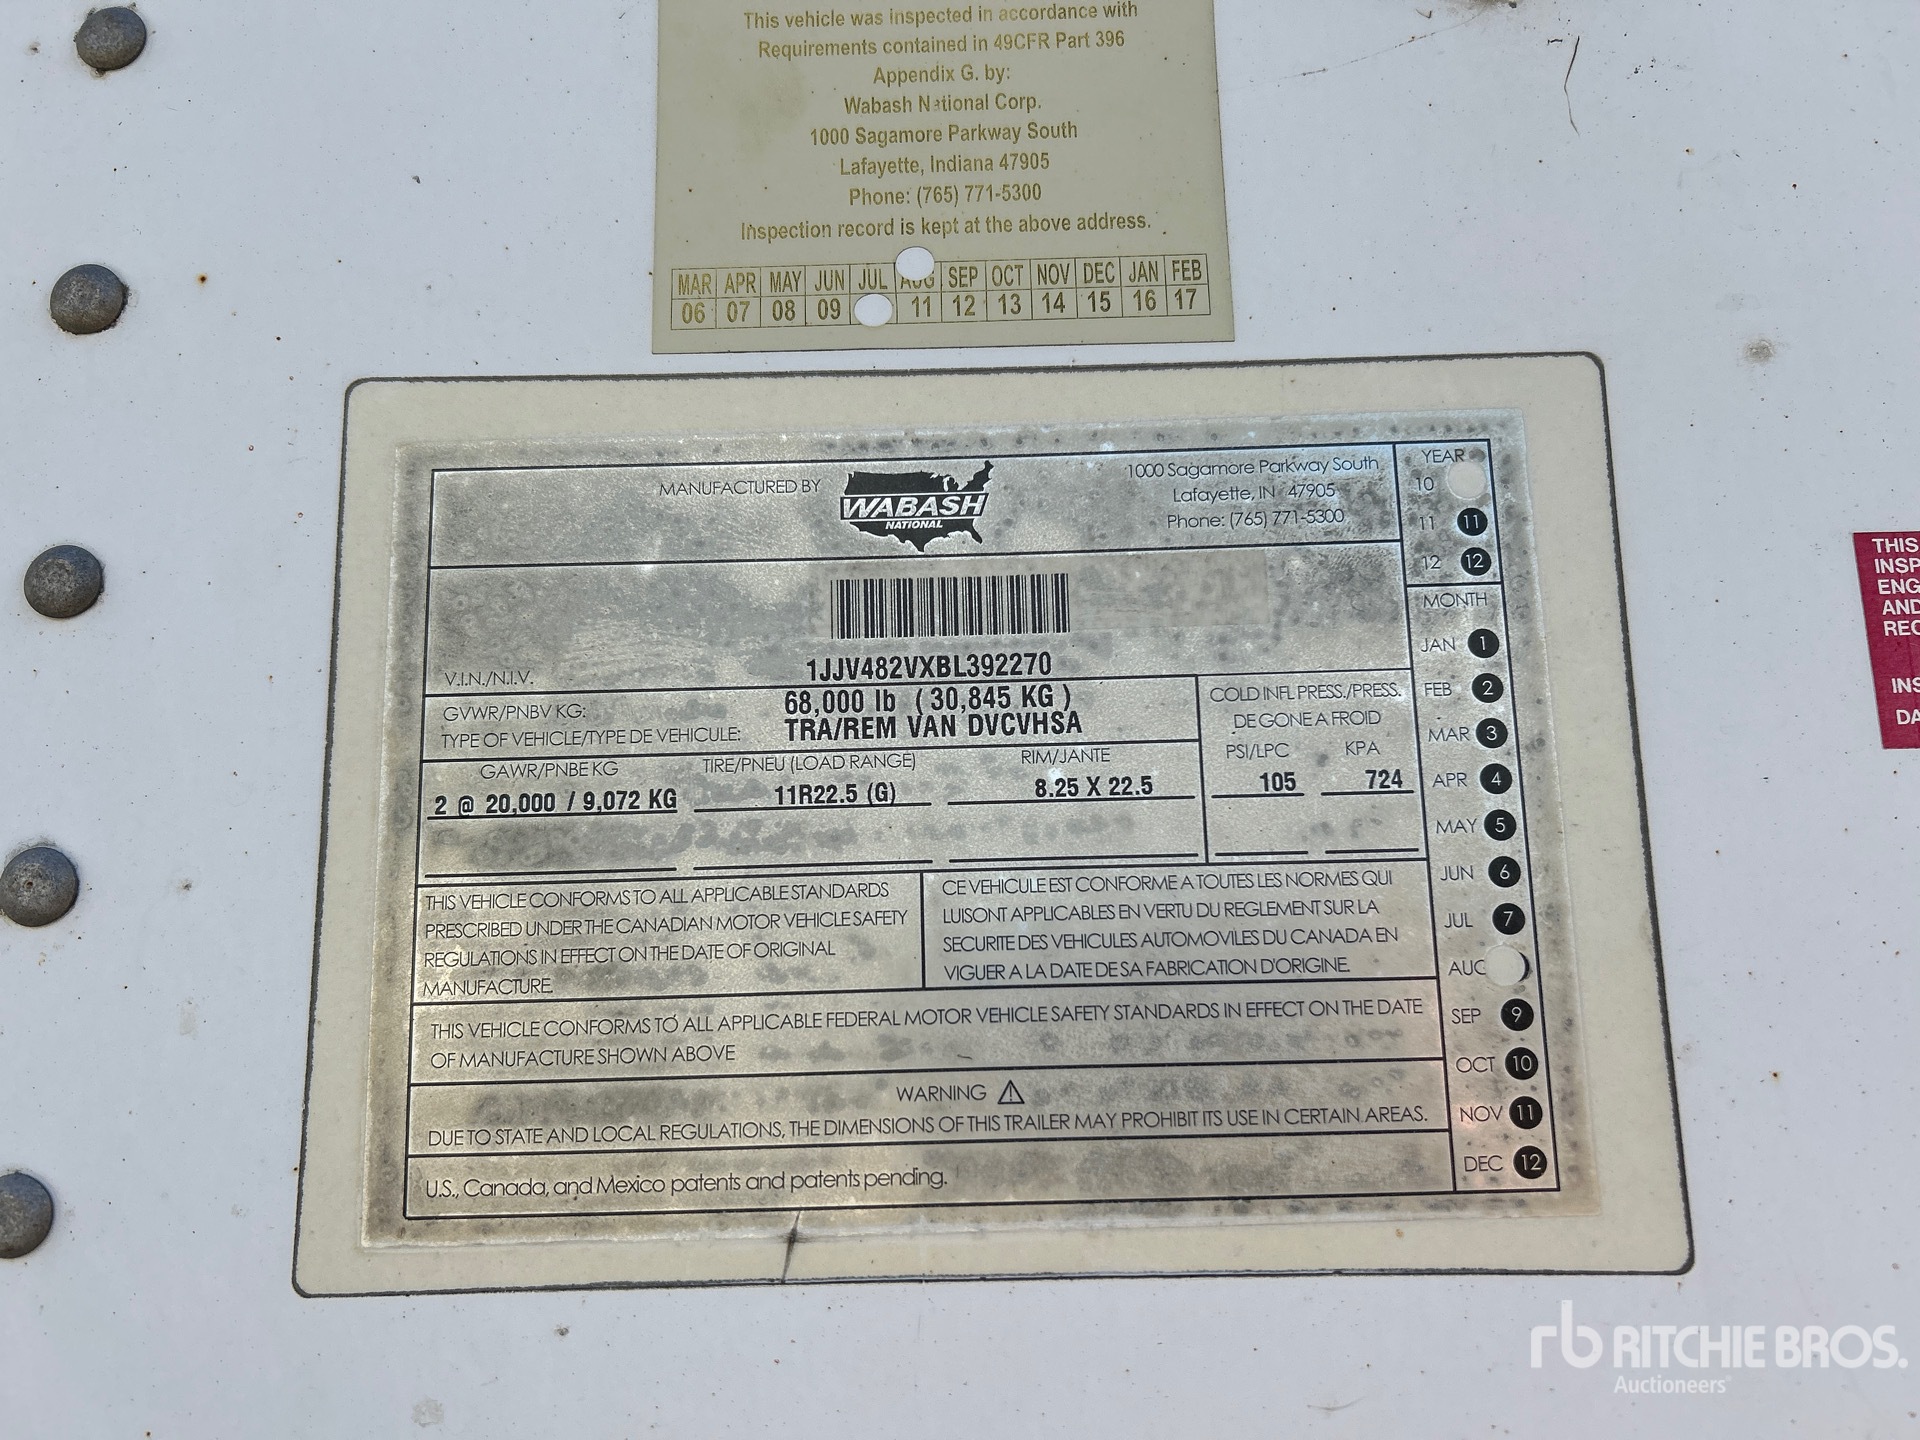 This vehicle was inspected in accordance with
Requirements contained in 49CFR Part 396
Appendix G. by:
Wabash National Corp.
1000 Sagamore Parkway South
Lafayette, Indiana 47905
Phone: (765) 771-5300
Inspection record is kept at the above address.
MAR APR MAY JUN JUL AUG SEP OCT NOV DEC JAN FEB
06 07 08 09 11 12 13 14 15 16 17
MANUFACTURED BY
WABASH
NATIONAL
1000 Sagamore Parkway South
Lafayette, IN 47905
Phone: (765) 771-5300
YEAR
10
11 11
12 12
MONTH
JAN 1
FEB 2
MAR 3
APR 4
MAY 5
JUN 6
JUL 7
AUG
SEP 9
OCT 10
NOV 11
DEC 12
V.I.N./N.I.V. 1JJV482VXBL392270
GVWR/PNBV KG: 68,000 lb ( 30,845 KG )
TYPE OF VEHICLE/TYPE DE VEHICULE: TRA/REM VAN DVCVHSA
COLD INFL PRESS./PRESS.
DE GONE A FROID
GAWR/PNBE KG TIRE/PNEU (LOAD RANGE) RIM/JANTE PSI/LPC KPA
2 @ 20,000 / 9,072 KG 11R22.5 (G) 8.25 X 22.5 105 724
THIS VEHICLE CONFORMS TO ALL APPLICABLE STANDARDS
PRESCRIBED UNDER THE CANADIAN MOTOR VEHICLE SAFETY
REGULATIONS IN EFFECT ON THE DATE OF ORIGINAL
MANUFACTURE.
CE VEHICULE EST CONFORME A TOUTES LES NORMES QUI
LUISONT APPLICABLES EN VERTU DU REGLEMENT SUR LA
SECURITE DES VEHICULES AUTOMOVILES DU CANADA EN
VIGUER A LA DATE DE SA FABRICATION D'ORIGINE.
THIS VEHICLE CONFORMS TO ALL APPLICABLE FEDERAL MOTOR VEHICLE SAFETY STANDARDS IN EFFECT ON THE DATE
OF MANUFACTURE SHOWN ABOVE
WARNING
DUE TO STATE AND LOCAL REGULATIONS, THE DIMENSIONS OF THIS TRAILER MAY PROHIBIT ITS USE IN CERTAIN AREAS.
U.S., Canada, and Mexico patents and patents pending.
THIS
INSP
ENG
AND
REC
INS
DA
rb RITCHIE BROS.
Auctioneers